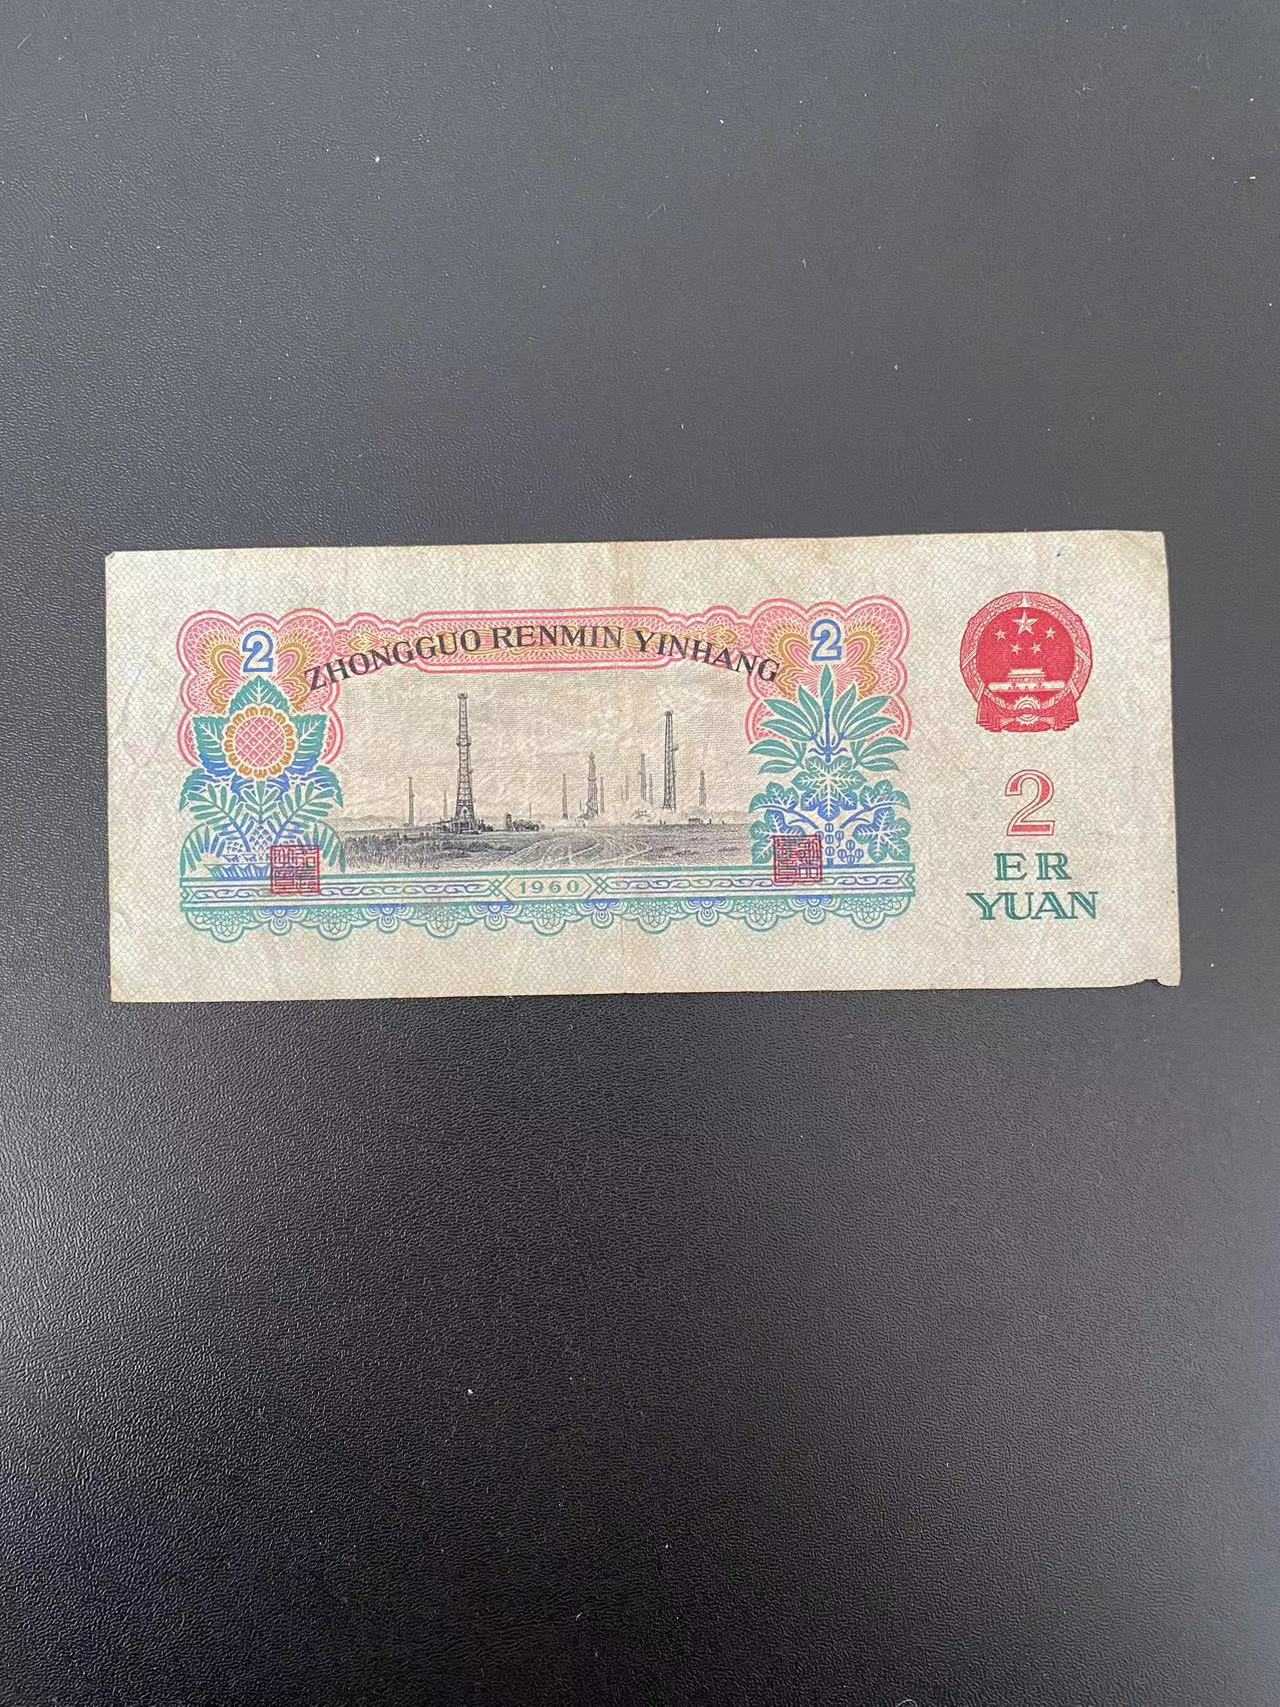 2
2
ZHONGGUO RENMIN YINHANG
2
ER
YUAN
1960